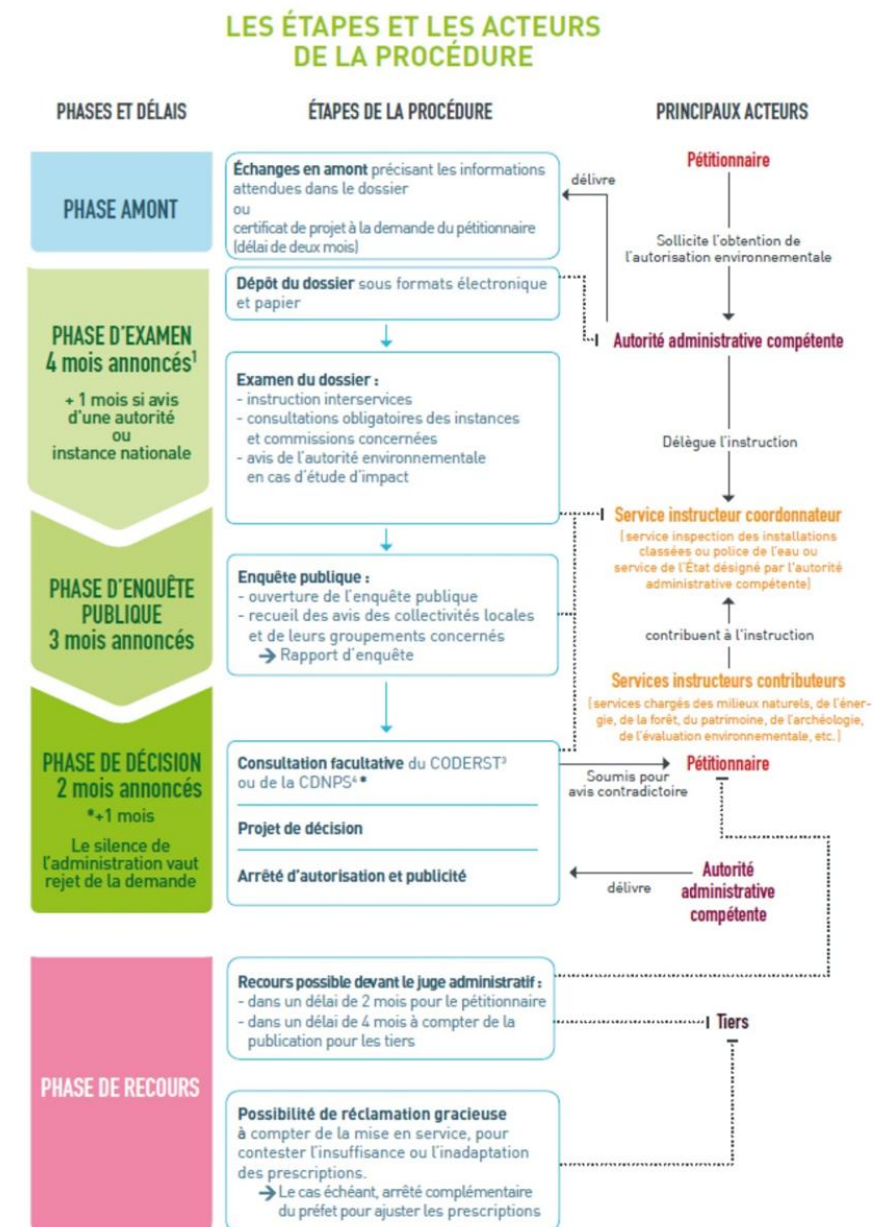 LES ÉTAPES ET LES ACTEURS
DE LA PROCÉDURE
PHASES ET DÉLAIS
ÉTAPES DE LA PROCÉDURE
PRINCIPAUX ACTEURS
PHASE AMONT
Échanges en amont précisant les informations
attendues dans le dossier
ou
certificat de projet à la demande du pétitionnaire
(délai de deux mois)
délivre
Pétitionnaire
Sollicite l'obtention de
l'autorisation environnementale
Autorité administrative compétente
PHASE D'EXAMEN
4 mois annoncés¹
+ 1 mois si avis
d'une autorité
ou
instance nationale
Dépôt du dossier sous formats électronique
et papier
Examen du dossier :
- instruction interservices
- consultations obligatoires des instances
et commissions concernées
- avis de l'autorité environnementale
en cas d'étude d'impact
Délègue l'instruction
Service instructeur coordonnateur
[service inspection des installations
classées ou police de l'eau ou
service de l'État désigné par l'autorité
administrative compétente]
PHASE D'ENQUÊTE
PUBLIQUE
3 mois annoncés
Enquête publique :
- ouverture de l'enquête publique
- recueil des avis des collectivités locales
et de leurs groupements concernés
→ Rapport d'enquête
contribuent à l'instruction
Services instructeurs contributeurs
[services chargés des milieux naturels, de l'éner-
gie, de la forêt, du patrimoine, de l'archéologie,
de l'évaluation environnementale, etc.]
PHASE DE DÉCISION
2 mois annoncés
*+1 mois
Le silence de
l'administration vaut
rejet de la demande
Consultation facultative du CODERST³
ou de la CDNPS⁴*
Projet de décision
Arrêté d'autorisation et publicité
Soumis pour
avis contradictoire
Pétitionnaire
délivre
Autorité
administrative
compétente
PHASE DE RECOURS
Recours possible devant le juge administratif :
- dans un délai de 2 mois pour le pétitionnaire
- dans un délai de 4 mois à compter de la
publication pour les tiers
Tiers
Possibilité de réclamation gracieuse
à compter de la mise en service, pour
contester l'insuffisance ou l'inadaptation
des prescriptions.
→ Le cas échéant, arrêté complémentaire
du préfet pour ajuster les prescriptions